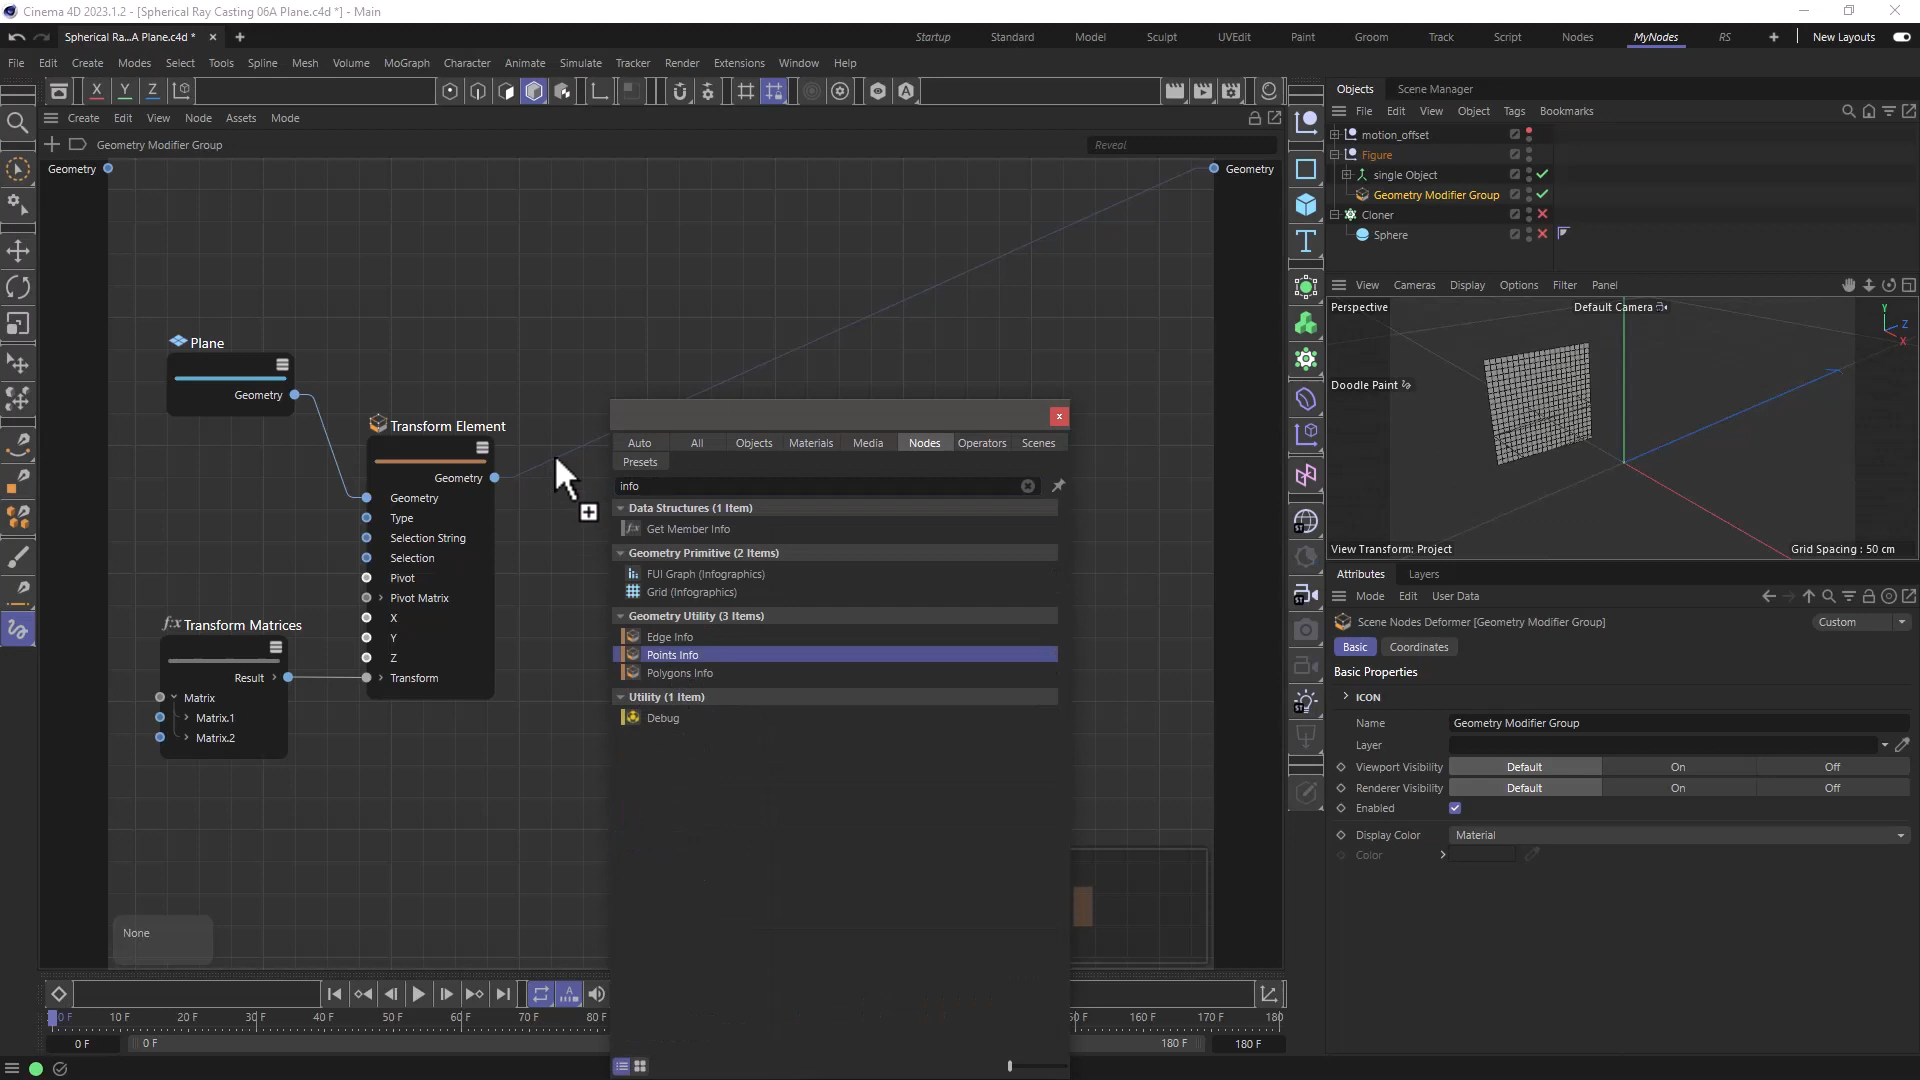 Cinema 4D 2023.1.2 - [Spherical Ray Casting 06A Plane.c4d *] - Main
Spherical Ra...A Plane.c4d *
Startup Standard Model Sculpt UVEdit Paint Groom Track Script Nodes MyNodes RS New Layouts
File Edit Create Modes Select Tools Spline Mesh Volume MoGraph Character Animate Simulate Tracker Render Extensions Window Help
X Y Z
Create Edit View Node Assets Mode
Geometry Modifier Group
Reveal
Geometry
Geometry
Plane
Geometry
Transform Element
Geometry
Geometry
Type
Selection String
Selection
Pivot
Pivot Matrix
X
Y
Z
Transform
f:x Transform Matrices
Result
Matrix
Matrix.1
Matrix.2
None
Auto All Objects Materials Media Nodes Operators Scenes
Presets
info
Data Structures (1 Item)
f:x Get Member Info
Geometry Primitive (2 Items)
FUI Graph (Infographics)
Grid (Infographics)
Geometry Utility (3 Items)
Edge Info
Points Info
Polygons Info
Utility (1 Item)
Debug
0 F 10 F 20 F 30 F 40 F 50 F 60 F 70 F 80 F
160 F 170 F 180
0 F 0 F 180 F 180 F
Objects Scene Manager
File Edit View Object Tags Bookmarks
motion_offset
Figure
single Object
Geometry Modifier Group
Cloner
Sphere
View Cameras Display Options Filter Panel
Perspective Default Camera
Y
Z
X
Doodle Paint
View Transform: Project Grid Spacing : 50 cm
Attributes Layers
Mode Edit User Data
Scene Nodes Deformer [Geometry Modifier Group] Custom
Basic Coordinates
Basic Properties
ICON
Name Geometry Modifier Group
Layer
Viewport Visibility Default On Off
Renderer Visibility Default On Off
Enabled
Display Color Material
Color